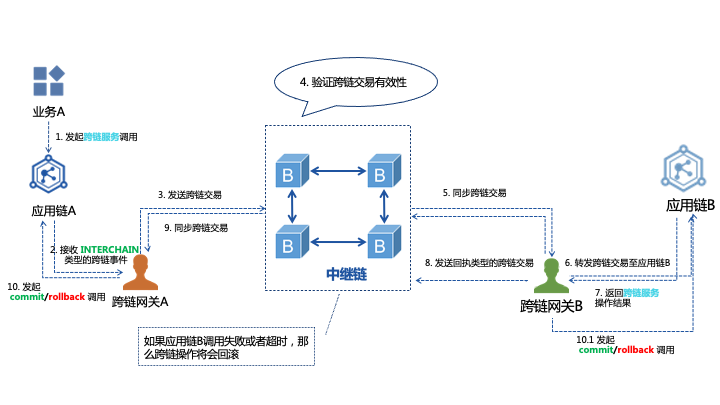 4. 验证跨链交易有效性
业务A
1. 发起跨链服务调用
应用链A
3. 发送跨链交易
9. 同步跨链交易
2. 接收 INTERCHAIN
类型的跨链事件
10. 发起
commit/rollback 调用
跨链网关A
B
B
B
B
中继链
如果应用链B调用失败或者超时，那
么跨链操作将会回滚
5. 同步跨链交易
8. 发送回执类型的跨链交易
应用链B
6. 转发跨链交易至应用链B
7. 返回跨链服务
操作结果
跨链网关B
10.1 发起
commit/rollback 调用